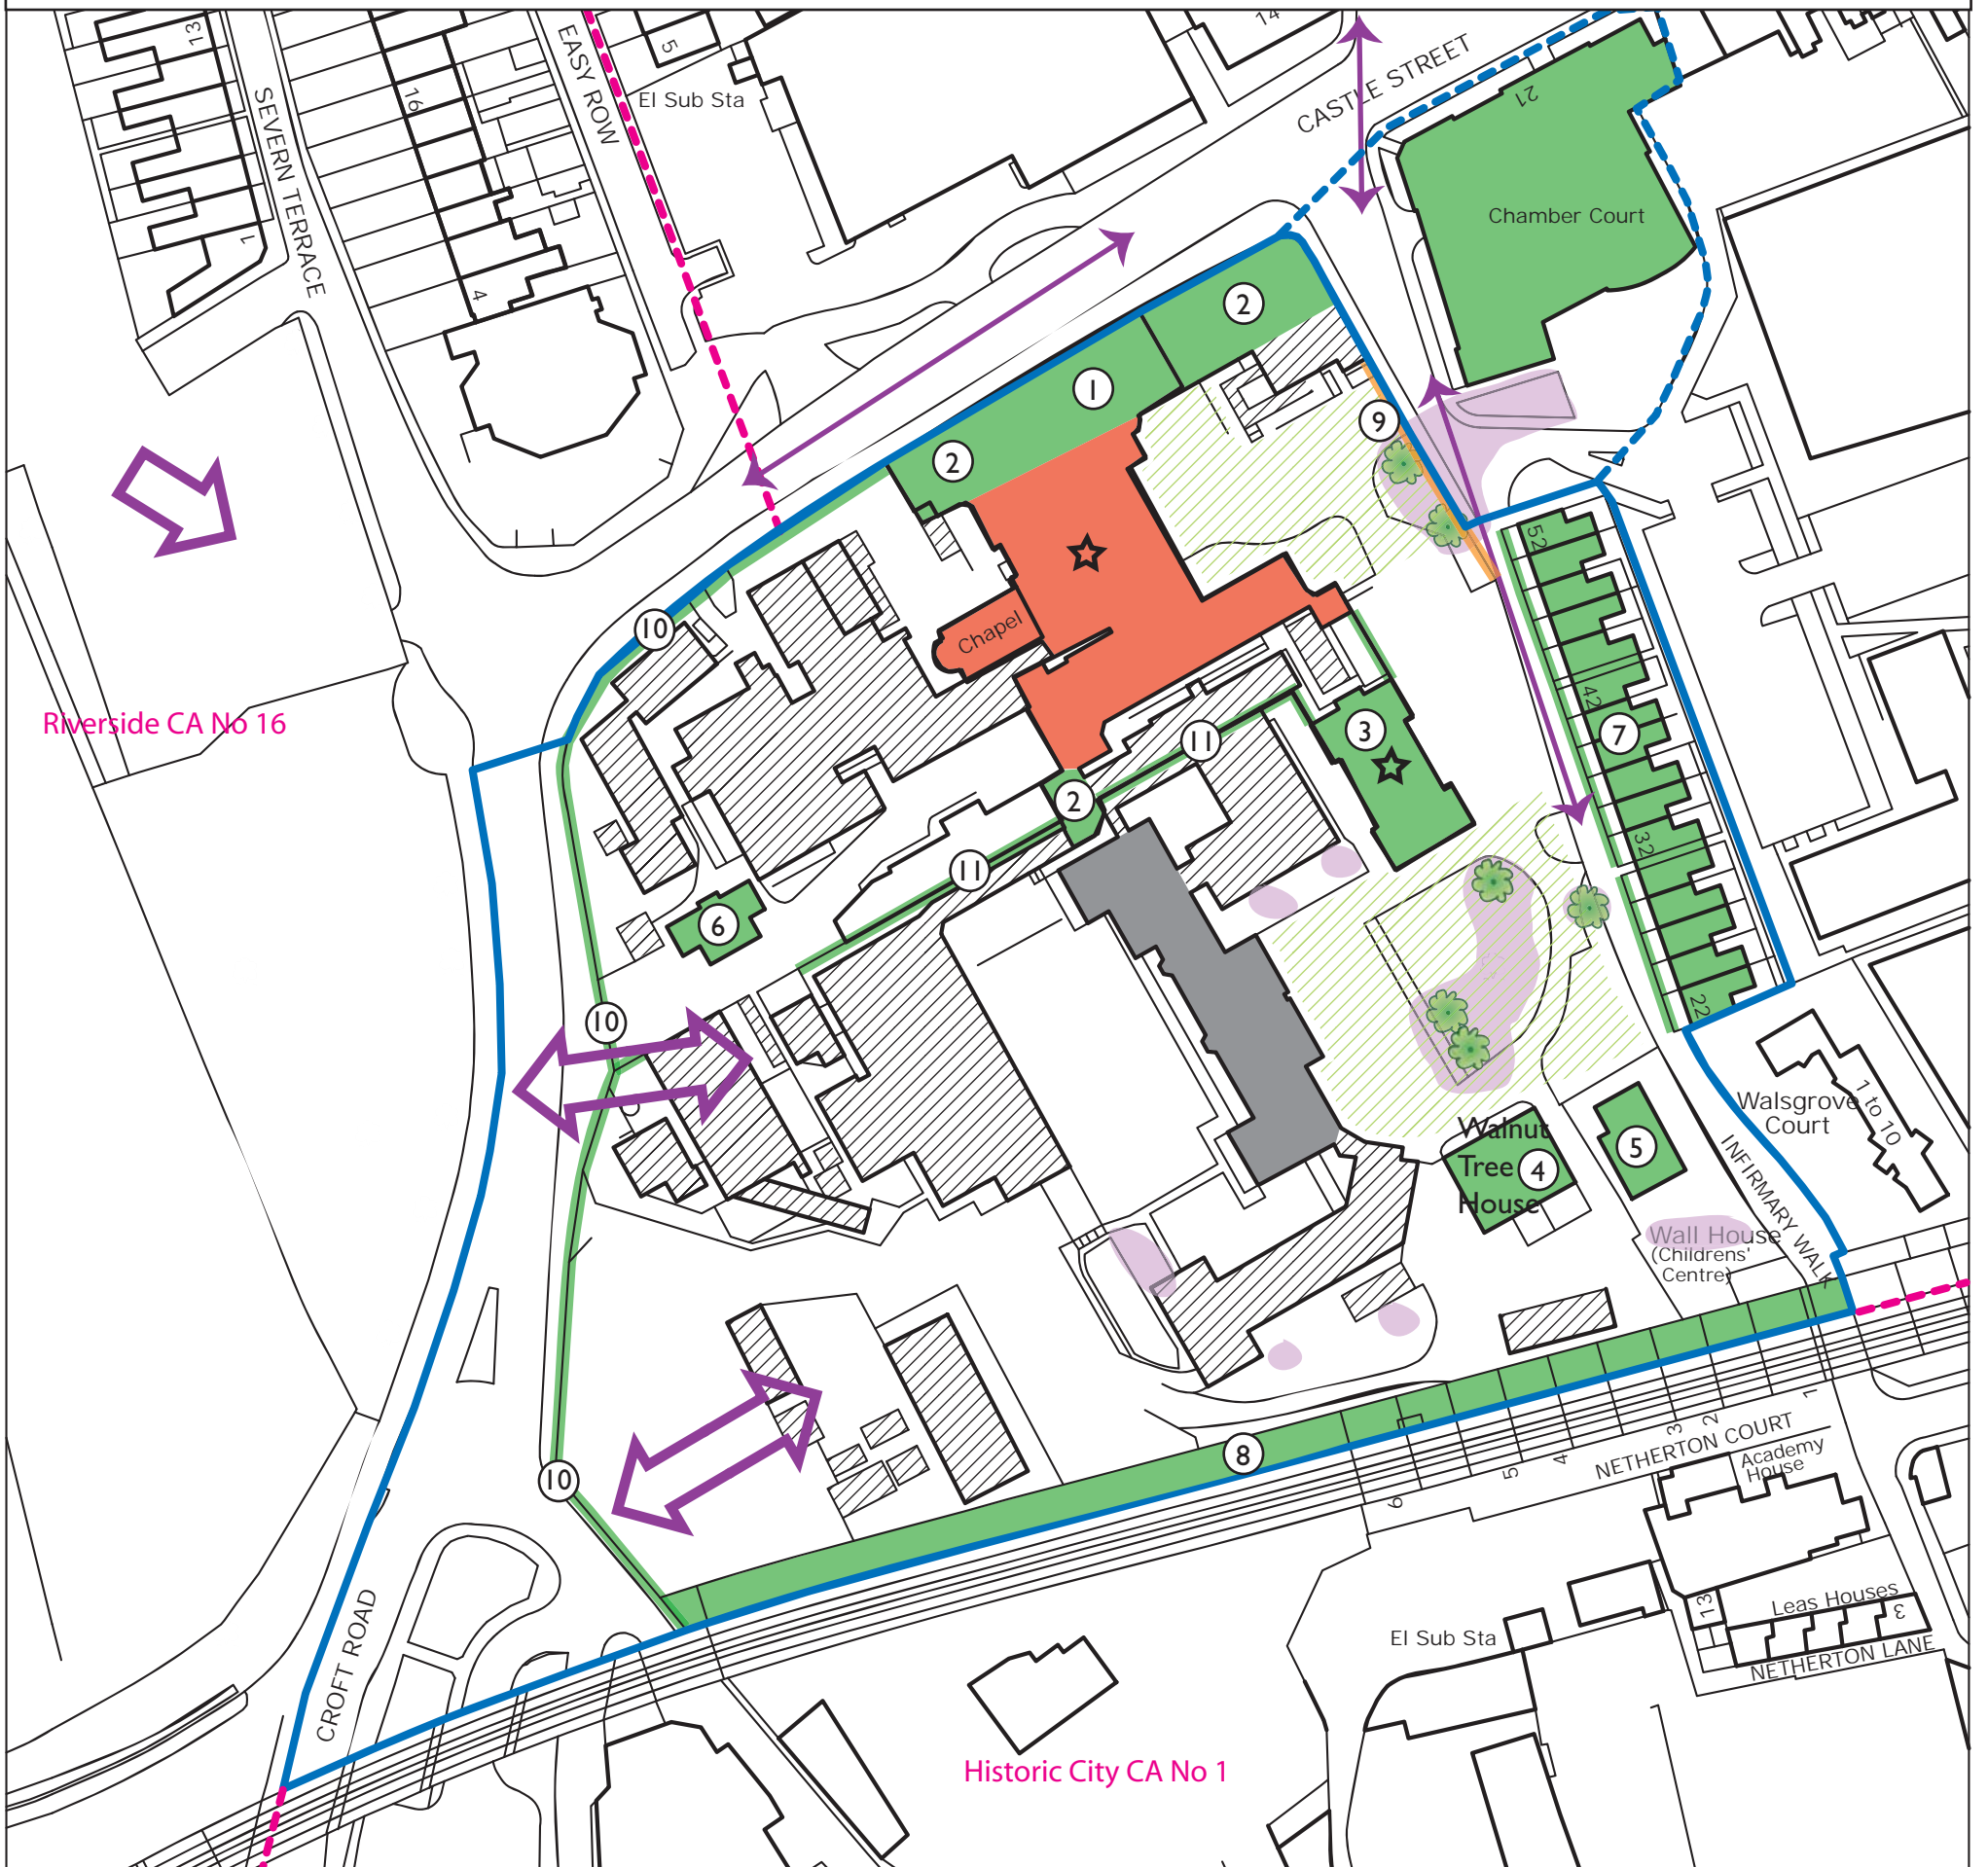 13
14
5
16
SEVERN TERRACE
EASY ROW
El Sub Sta
CASTLE STREET
21
Chamber Court
1
4
2
1
2
9
52
Chapel
10
Riverside CA No 16
42
3
7
11
2
32
11
6
22
10
Walsgrove
Court
1 to 10
Walnut
Tree
House
4
5
INFIRMARY WALK
Wall House
(Childrens'
Centre)
8
10
1
2
3
4
5
6
NETHERTON COURT
Academy
House
CROFT ROAD
El Sub Sta
13
Leas Houses
3
NETHERTON LANE
Historic City CA No 1